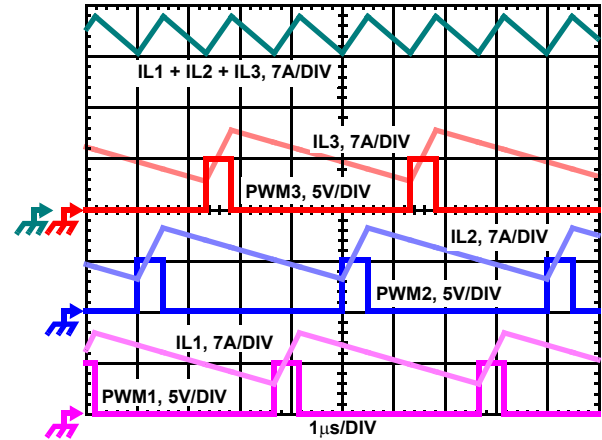 IL1 + IL2 + IL3, 7A/DIV
IL3, 7A/DIV
PWM3, 5V/DIV
IL2, 7A/DIV
PWM2, 5V/DIV
IL1, 7A/DIV
PWM1, 5V/DIV
1μs/DIV